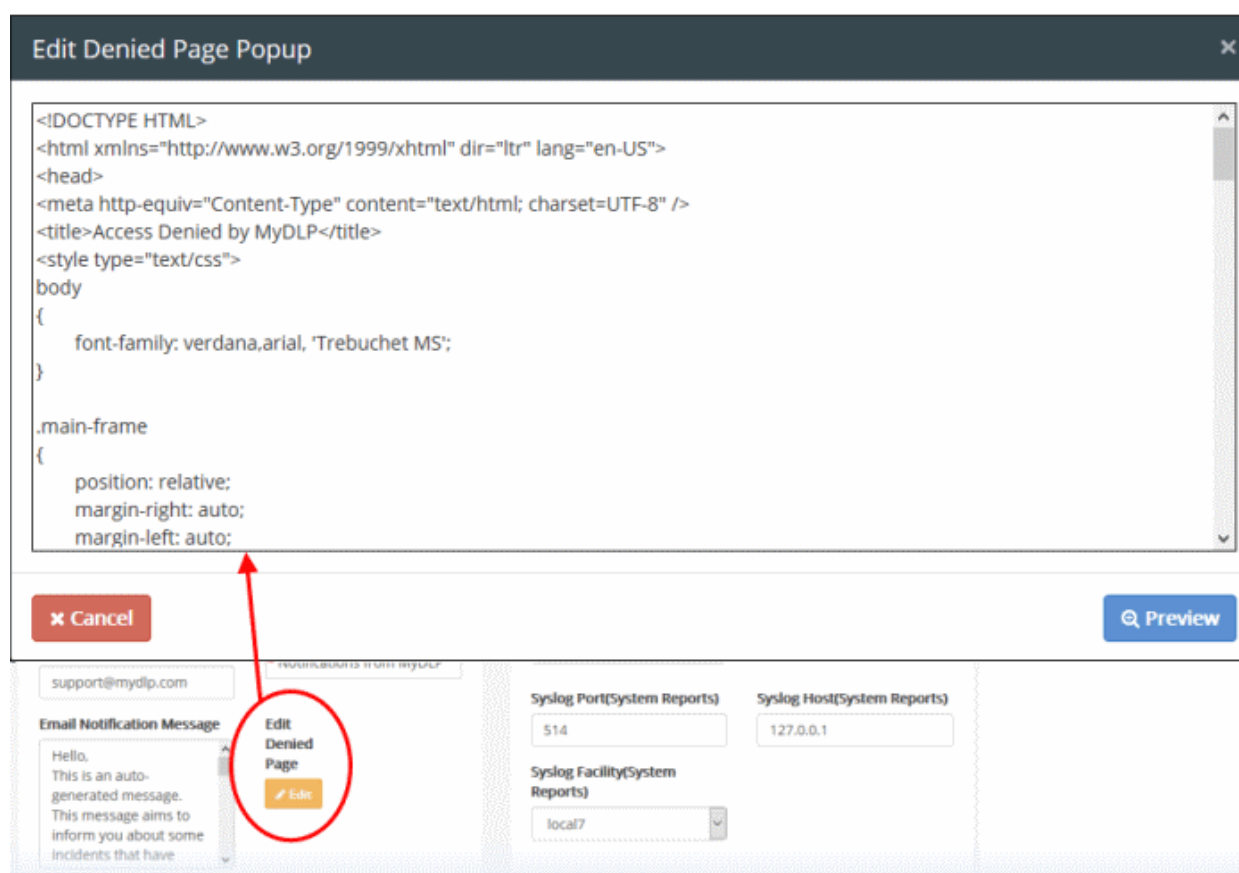 Edit Denied Page Popup ×
<!DOCTYPE HTML>
<html xmlns="http://www.w3.org/1999/xhtml" dir="ltr" lang="en-US">
<head>
<meta http-equiv="Content-Type" content="text/html; charset=UTF-8" />
<title>Access Denied by MyDLP</title>
<style type="text/css">
body
{
font-family: verdana,arial, 'Trebuchet MS';
}
.main-frame
{
position: relative;
margin-right: auto;
margin-left: auto;
× Cancel
Preview
support@mydlp.com
Notifications from MyDLP
Email Notification Message
Hello,
This is an auto-
generated message.
This message aims to
inform you about some
incidents that have
Edit
Denied
Page
Edit
Syslog Port(System Reports)
514
Syslog Host(System Reports)
127.0.0.1
Syslog Facility(System
Reports)
local7